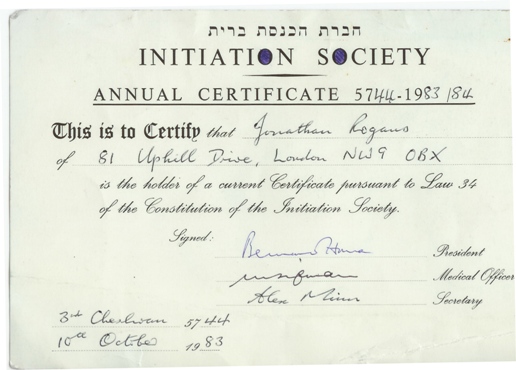 חברת הכנסת ברית
INITIATION SOCIETY
ANNUAL CERTIFICATE 5744-1983/84
This is to Certify that Jonathan Rogans
of 81 Uphill Drive, London NW9 0BX
is the holder of a current Certificate pursuant to Law 34
of the Constitution of the Initiation Society.
Signed:
President
Medical Officer
Alex Minn Secretary
3rd Cheshvan 5744
10th October 1983